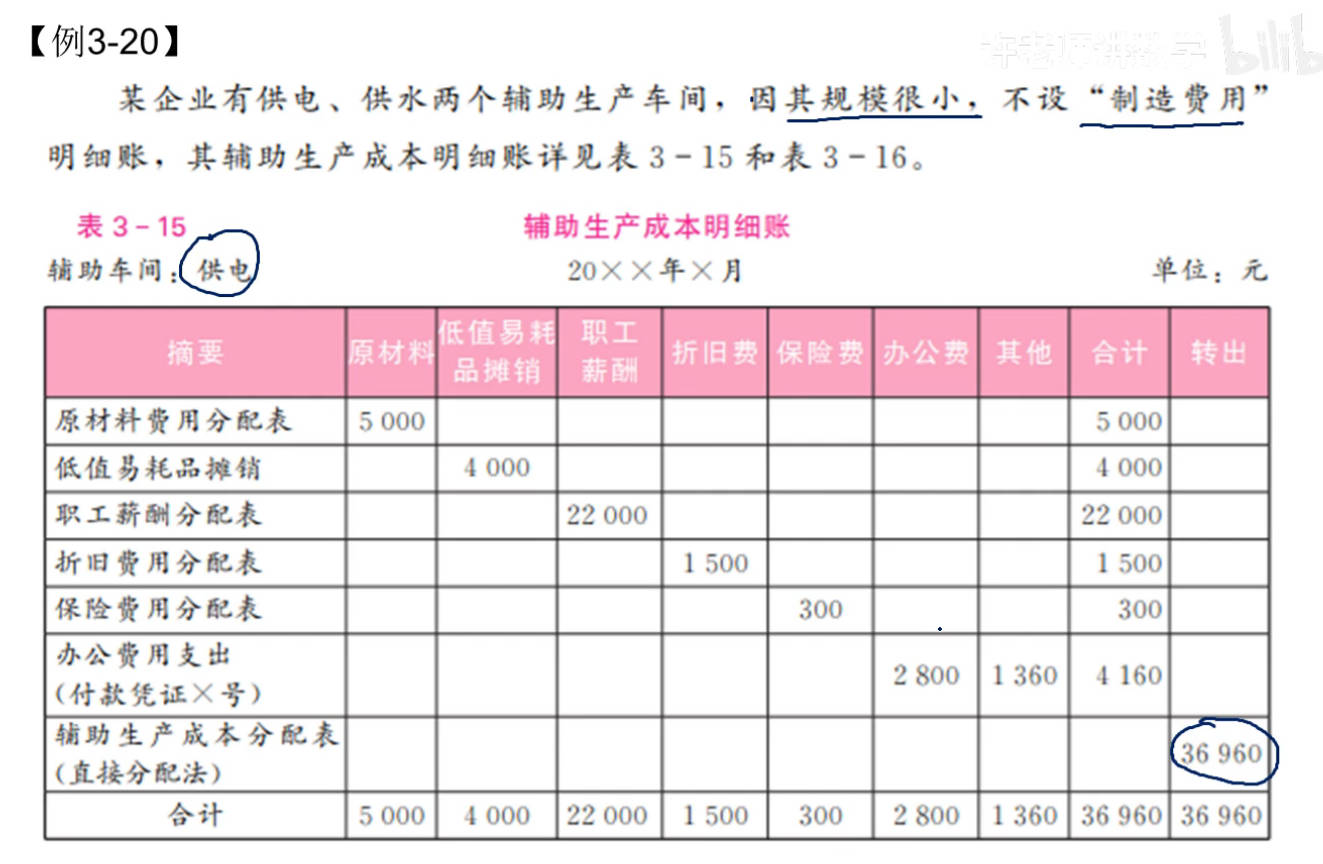 【例3-20】
某企业有供电、供水两个辅助生产车间，因其规模很小，不设“制造费用”
明细账，其辅助生产成本明细账详见表 3-15 和表 3-16。
表 3-15 辅助生产成本明细账
辅助车间：供电 20××年×月 单位：元
摘要 原材料 低值易耗品摊销 职工薪酬 折旧费 保险费 办公费 其他 合计 转出
原材料费用分配表 5 000 5 000
低值易耗品摊销 4 000 4 000
职工薪酬分配表 22 000 22 000
折旧费用分配表 1 500 1 500
保险费用分配表 300 300
办公费用支出
(付款凭证×号) 2 800 1 360 4 160
辅助生产成本分配表
(直接分配法) 36 960
合计 5 000 4 000 22 000 1 500 300 2 800 1 360 36 960 36 960